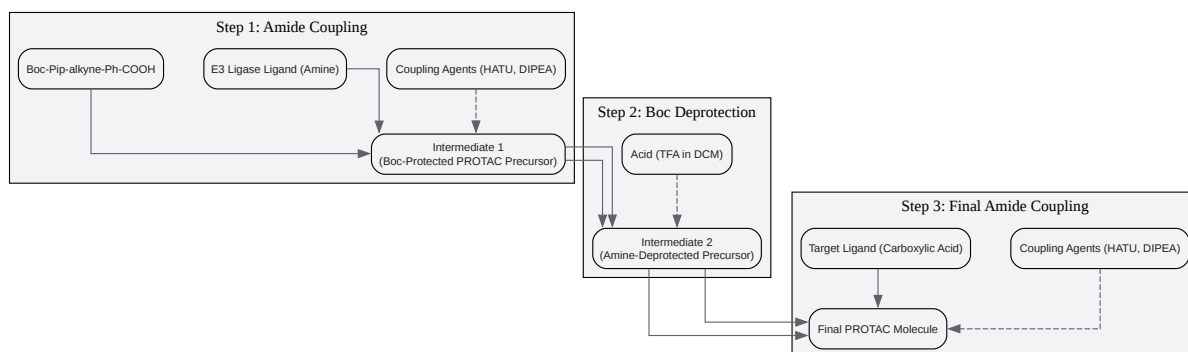 Step 1: Amide Coupling
Boc-Pip-alkyne-Ph-COOH
E3 Ligase Ligand (Amine)
Coupling Agents (HATU, DIPEA)
Intermediate 1
(Boc-Protected PROTAC Precursor)
Step 2: Boc Deprotection
Acid (TFA in DCM)
Intermediate 2
(Amine-Deprotected Precursor)
Step 3: Final Amide Coupling
Target Ligand (Carboxylic Acid)
Coupling Agents (HATU, DIPEA)
Final PROTAC Molecule